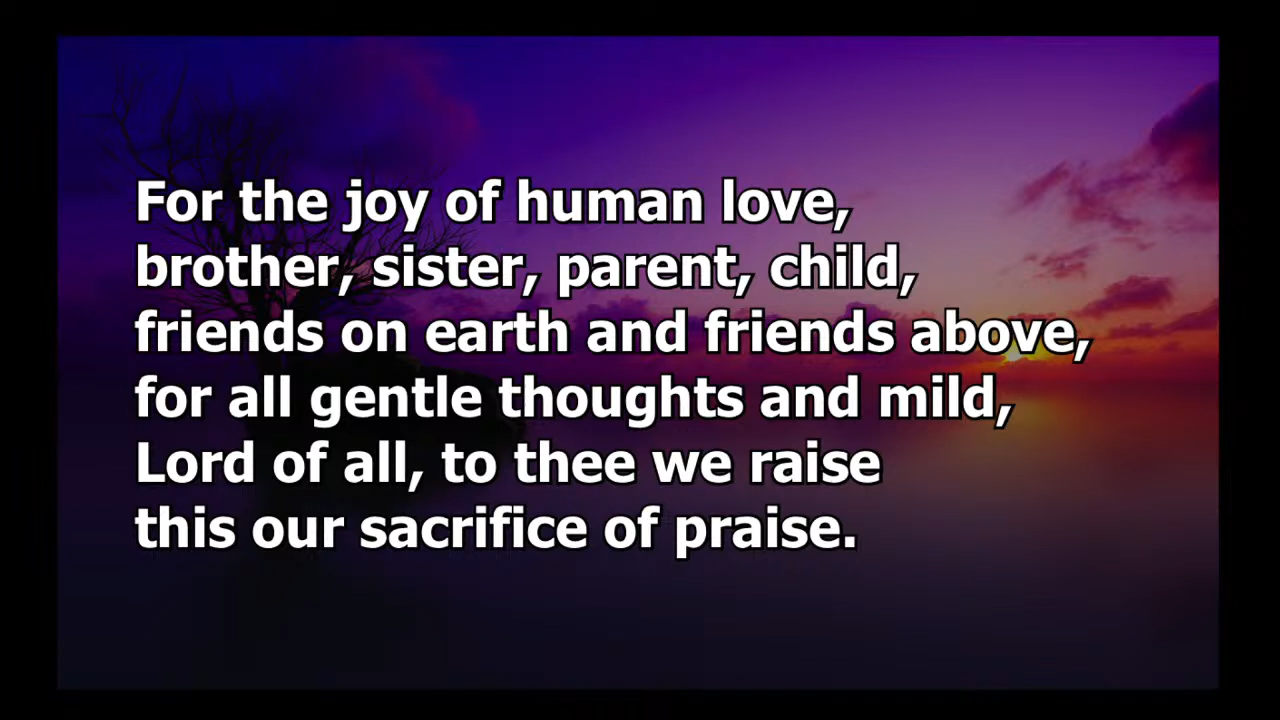 For the joy of human love,
brother, sister, parent, child,
friends on earth and friends above,
for all gentle thoughts and mild,
Lord of all, to thee we raise
this our sacrifice of praise.